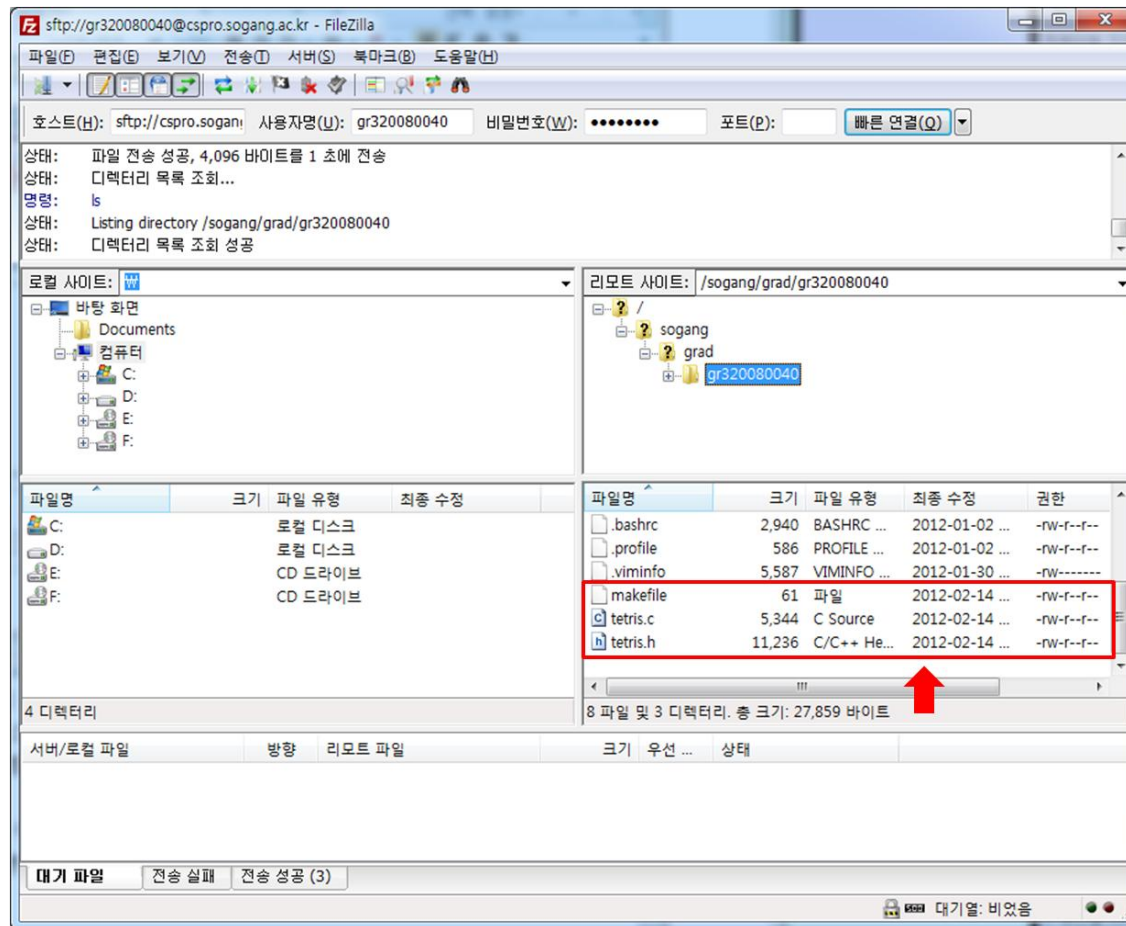 sftp://gr320080040@cspro.sogang.ac.kr - FileZilla
파일(F) 편집(E) 보기(V) 전송(T) 서버(S) 북마크(B) 도움말(H)
호스트(H): sftp://cspro.sogang 사용자명(U): gr320080040 비밀번호(W): ●●●●●●●● 포트(P): 빠른 연결(Q)
상태: 파일 전송 성공, 4,096 바이트를 1 초에 전송
상태: 디렉터리 목록 조회...
명령: ls
상태: Listing directory /sogang/grad/gr320080040
상태: 디렉터리 목록 조회 성공
로컬 사이트: ₩
바탕 화면
Documents
컴퓨터
C:
D:
E:
F:
리모트 사이트: /sogang/grad/gr320080040
/
sogang
grad
gr320080040
파일명 크기 파일 유형 최종 수정
C: 로컬 디스크
D: 로컬 디스크
E: CD 드라이브
F: CD 드라이브
4 디렉터리
파일명 크기 파일 유형 최종 수정 권한
.bashrc 2,940 BASHRC ... 2012-01-02 ... -rw-r--r--
.profile 586 PROFILE ... 2012-01-02 ... -rw-r--r--
.viminfo 5,587 VIMINFO ... 2012-01-30 ... -rw-------
makefile 61 파일 2012-02-14 ... -rw-r--r--
tetris.c 5,344 C Source 2012-02-14 ... -rw-r--r--
tetris.h 11,236 C/C++ He... 2012-02-14 ... -rw-r--r--
8 파일 및 3 디렉터리. 총 크기: 27,859 바이트
서버/로컬 파일 방향 리모트 파일 크기 우선 ... 상태
대기 파일 전송 실패 전송 성공 (3)
대기열: 비었음